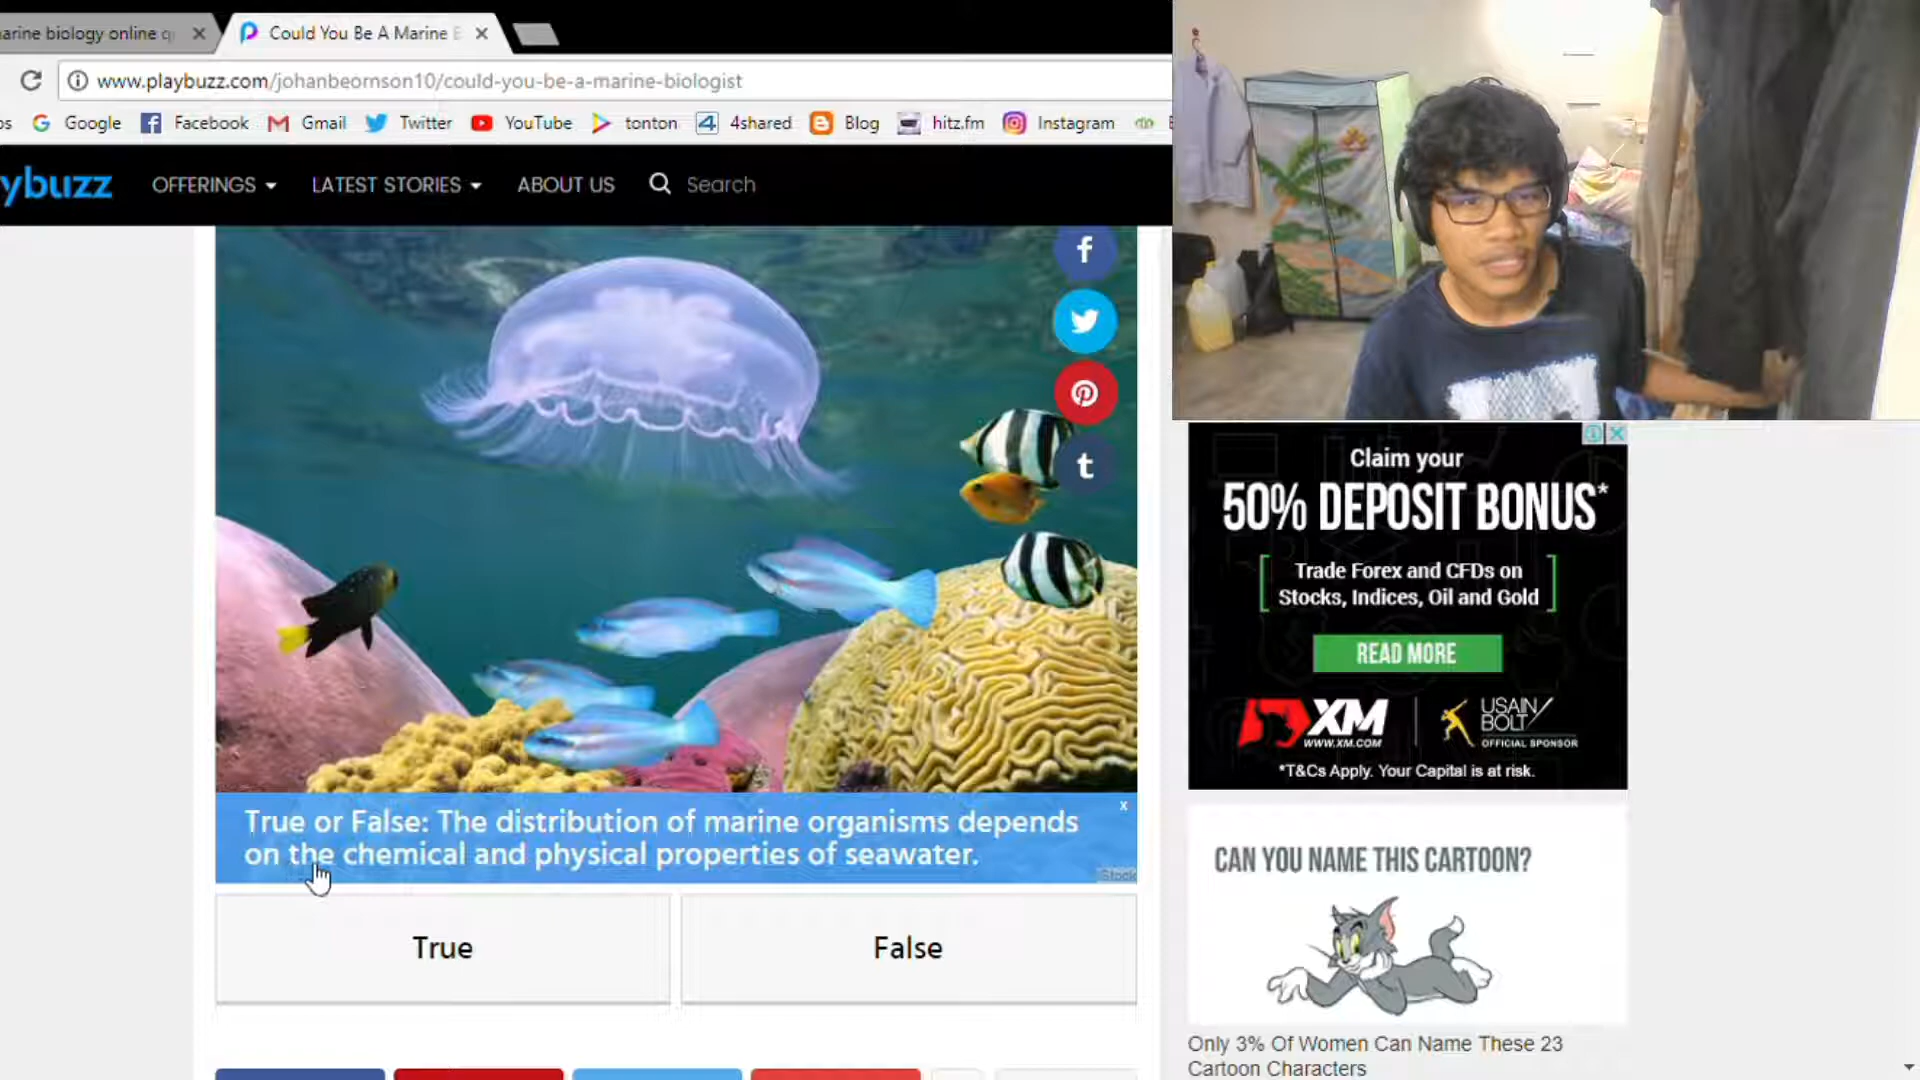 arine biology online q
Could You Be A Marine B
www.playbuzz.com/johanbeornson10/could-you-be-a-marine-biologist
ps Google Facebook Gmail Twitter YouTube tonton 4shared Blog hitz.fm Instagram
ybuzz OFFERINGS LATEST STORIES ABOUT US Search
True or False: The distribution of marine organisms depends
on the chemical and physical properties of seawater.
x
iStock
True
False
Claim your
50% DEPOSIT BONUS*
Trade Forex and CFDs on
Stocks, Indices, Oil and Gold
READ MORE
XM
WWW.XM.COM
USAIN
BOLT
OFFICIAL SPONSOR
*T&Cs Apply. Your Capital is at risk.
CAN YOU NAME THIS CARTOON?
Only 3% Of Women Can Name These 23
Cartoon Characters